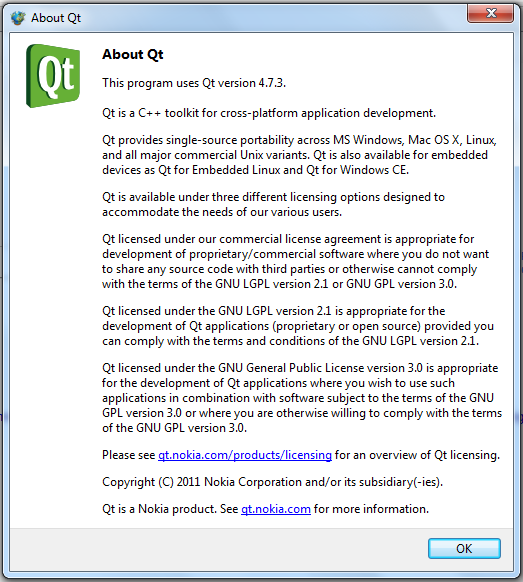 About Qt
Qt
About Qt
This program uses Qt version 4.7.3.
Qt is a C++ toolkit for cross-platform application development.
Qt provides single-source portability across MS Windows, Mac OS X, Linux,
and all major commercial Unix variants. Qt is also available for embedded
devices as Qt for Embedded Linux and Qt for Windows CE.
Qt is available under three different licensing options designed to
accommodate the needs of our various users.
Qt licensed under our commercial license agreement is appropriate for
development of proprietary/commercial software where you do not want
to share any source code with third parties or otherwise cannot comply
with the terms of the GNU LGPL version 2.1 or GNU GPL version 3.0.
Qt licensed under the GNU LGPL version 2.1 is appropriate for the
development of Qt applications (proprietary or open source) provided you
can comply with the terms and conditions of the GNU LGPL version 2.1.
Qt licensed under the GNU General Public License version 3.0 is appropriate
for the development of Qt applications where you wish to use such
applications in combination with software subject to the terms of the GNU
GPL version 3.0 or where you are otherwise willing to comply with the terms
of the GNU GPL version 3.0.
Please see qt.nokia.com/products/licensing for an overview of Qt licensing.
Copyright (C) 2011 Nokia Corporation and/or its subsidiary(-ies).
Qt is a Nokia product. See qt.nokia.com for more information.
OK